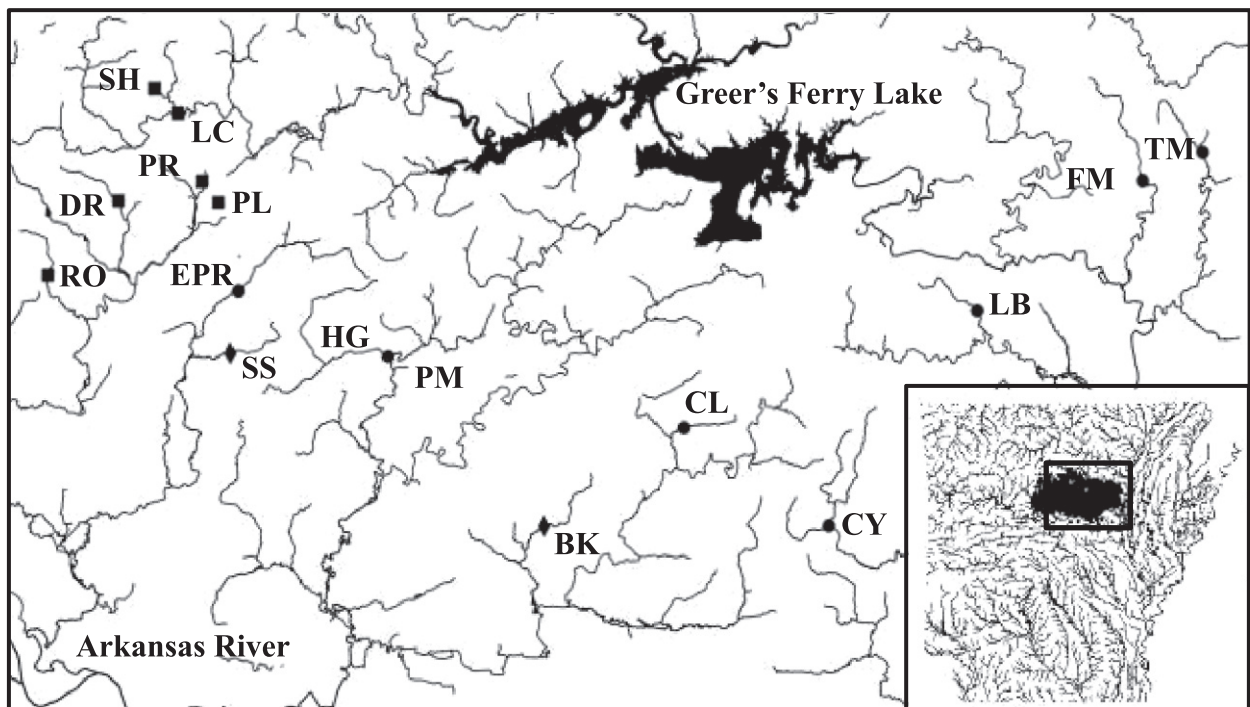 SH
Greer's Ferry Lake
LC
TM
PR
FM
DR
PL
EPR
RO
LB
HG
SS
PM
CL
CY
BK
Arkansas River